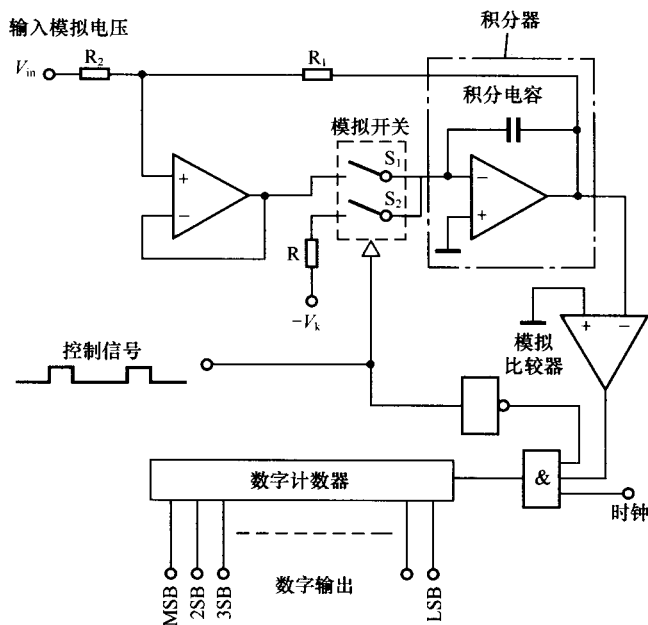 积分器
输入模拟电压
Vin
R2
R1
积分电容
模拟开关
S1
S2
+
−
−
+
R
−Vk
+
−
模拟
比较器
控制信号
数字计数器
&
时钟
数字输出
MSB
2SB
3SB
LSB